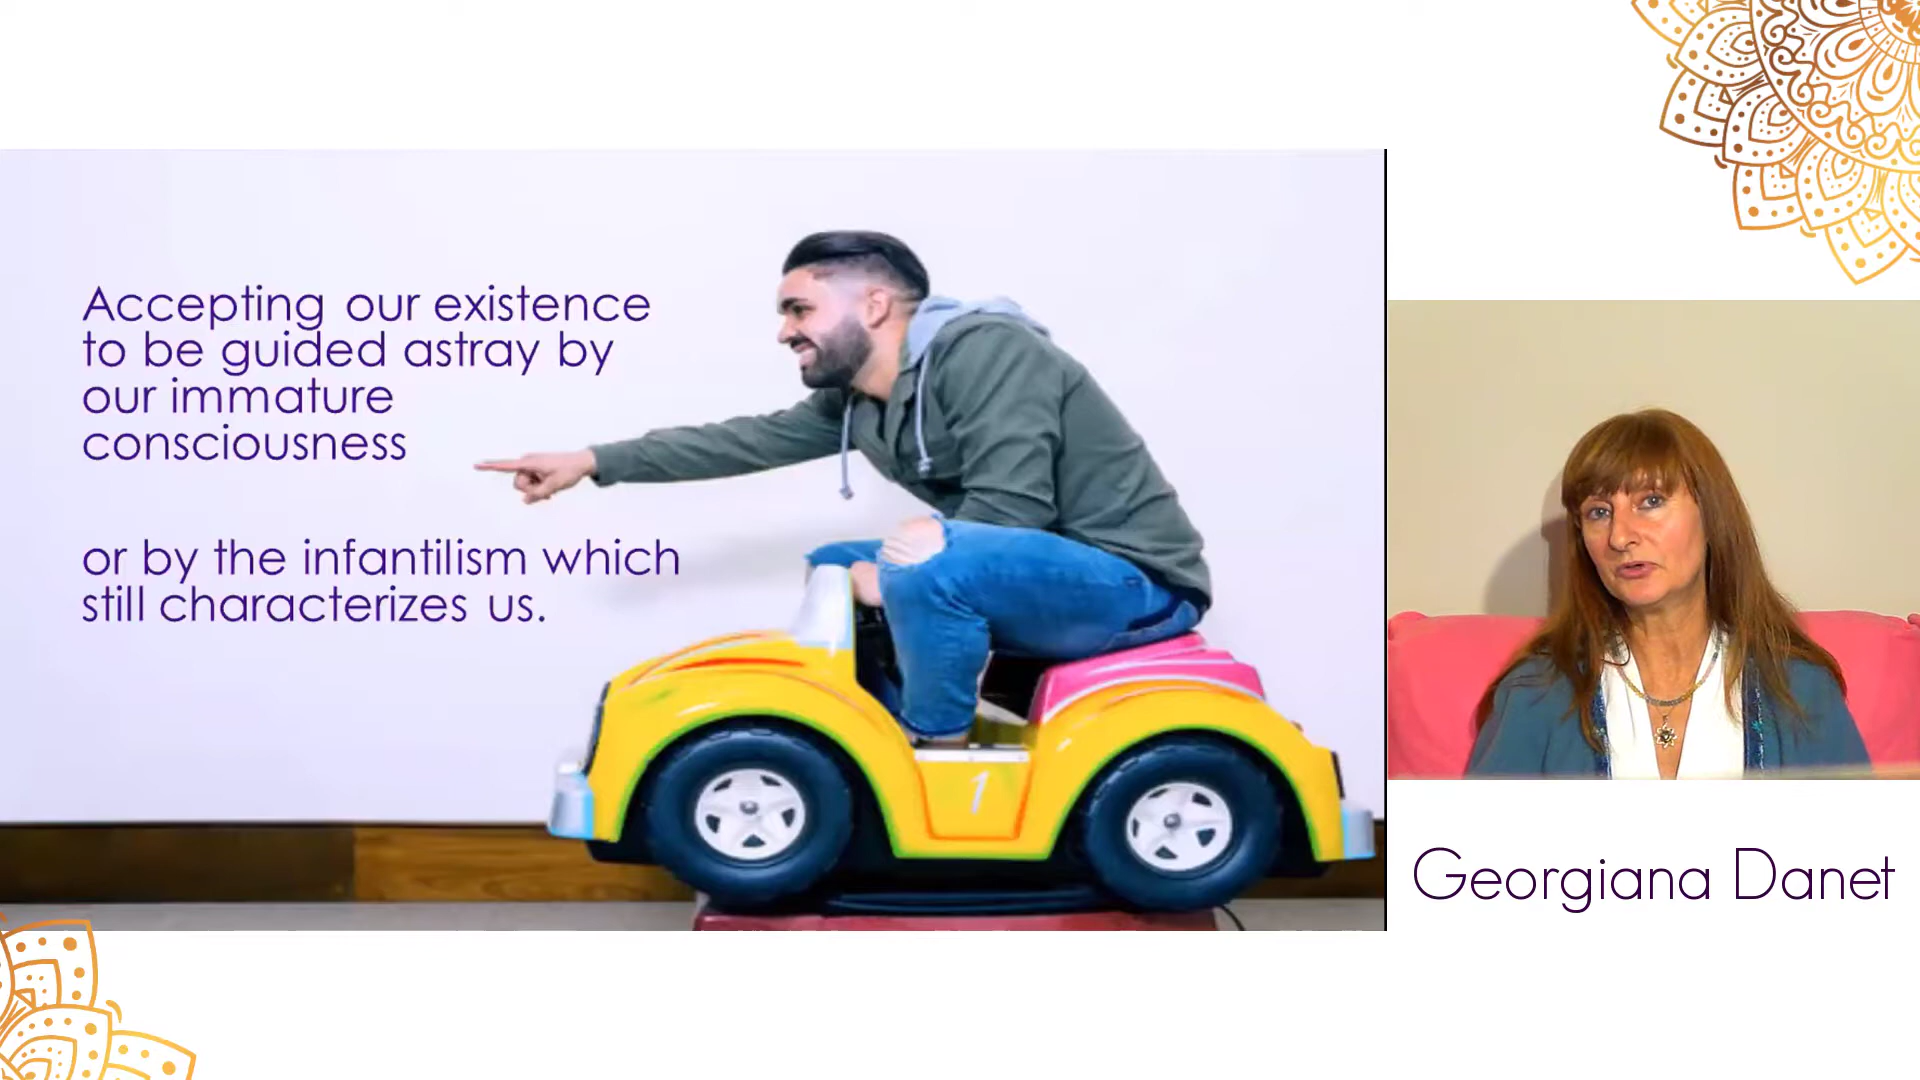 Accepting our existence
to be guided astray by
our immature
consciousness
or by the infantilism which
still characterizes us.
1
Georgiana Danet